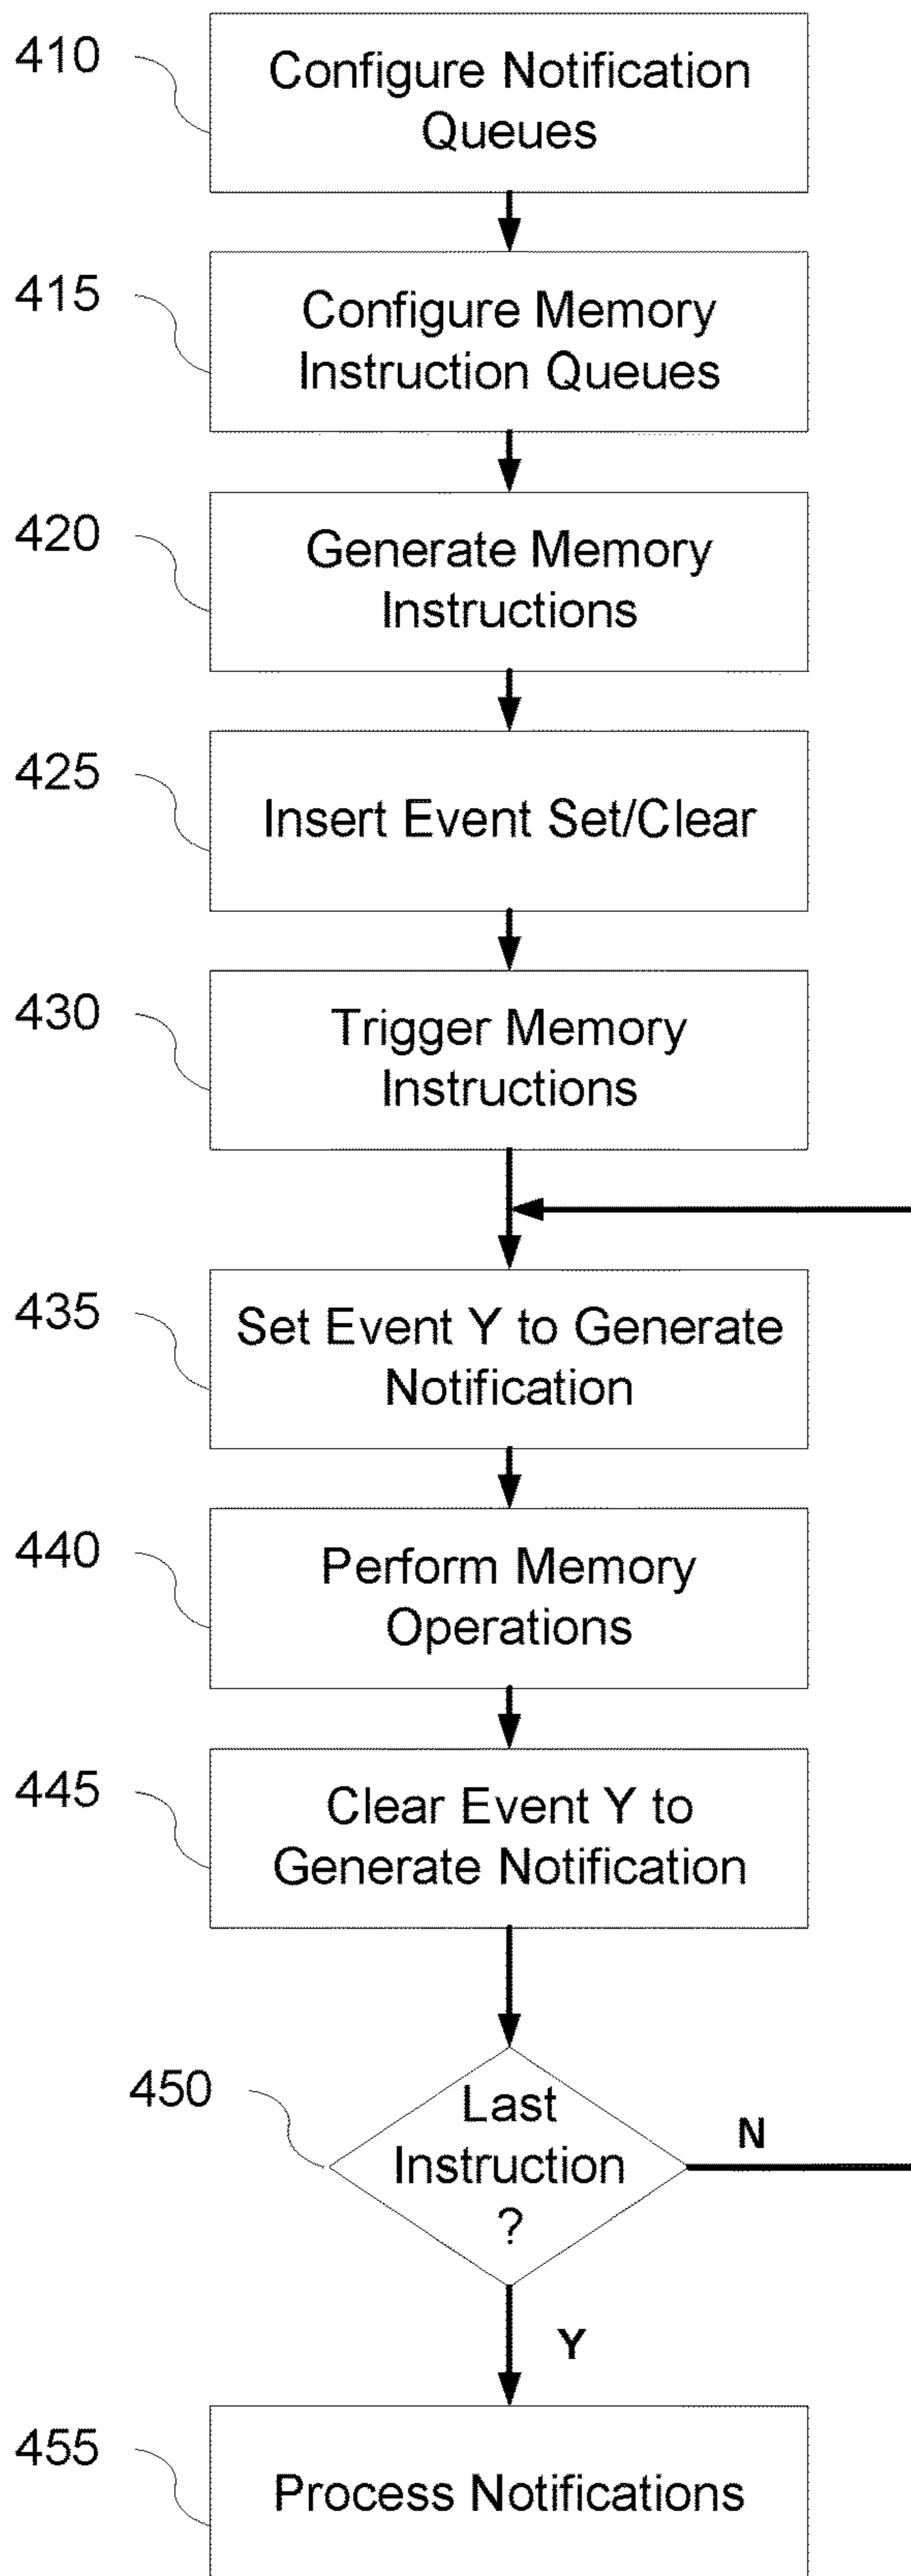 410
Configure Notification
Queues
415
Configure Memory
Instruction Queues
420
Generate Memory
Instructions
425
Insert Event Set/Clear
430
Trigger Memory
Instructions
435
Set Event Y to Generate
Notification
440
Perform Memory
Operations
445
Clear Event Y to
Generate Notification
450
Last
Instruction
?
N
Y
455
Process Notifications